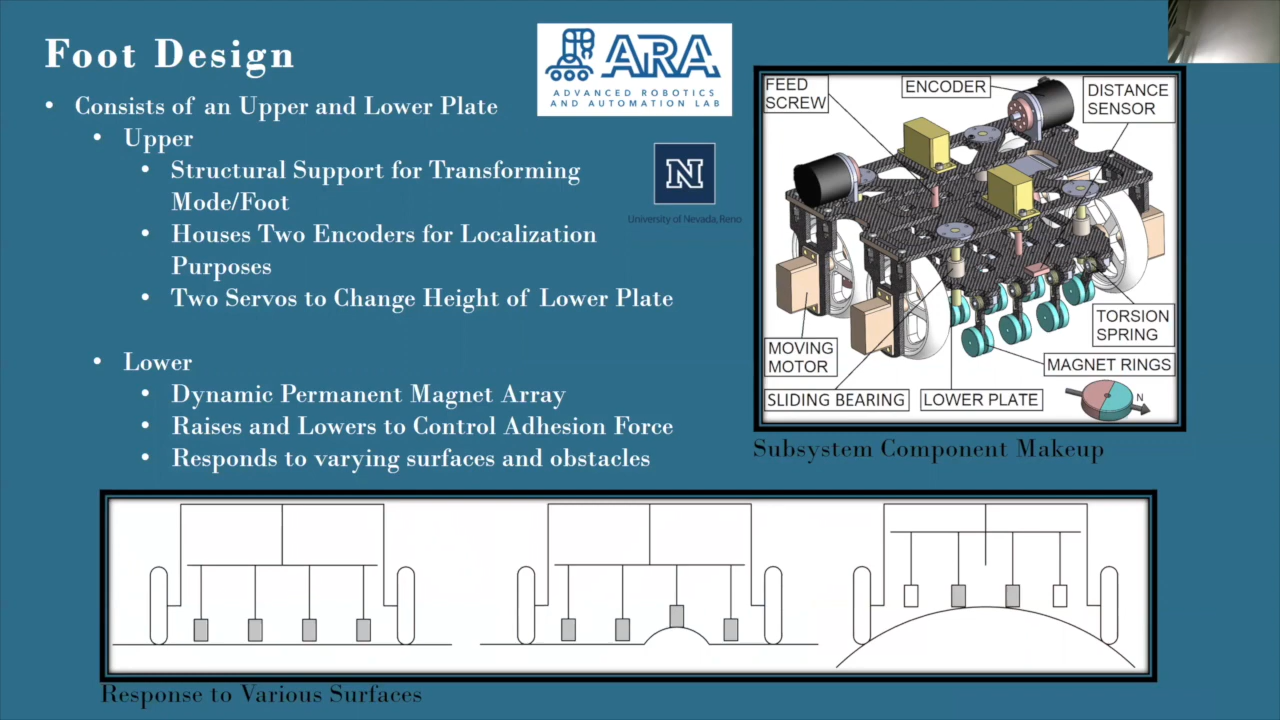 Foot Design
• Consists of an Upper and Lower Plate
• Upper
• Structural Support for Transforming
Mode/Foot
• Houses Two Encoders for Localization
Purposes
• Two Servos to Change Height of Lower Plate
• Lower
• Dynamic Permanent Magnet Array
• Raises and Lowers to Control Adhesion Force
• Responds to varying surfaces and obstacles
ARA
ADVANCED ROBOTICS
AND AUTOMATION LAB
N
University of Nevada, Reno
FEED
SCREW
ENCODER
DISTANCE
SENSOR
TORSION
SPRING
MOVING
MOTOR
MAGNET RINGS
SLIDING BEARING
LOWER PLATE
N
Subsystem Component Makeup
Response to Various Surfaces